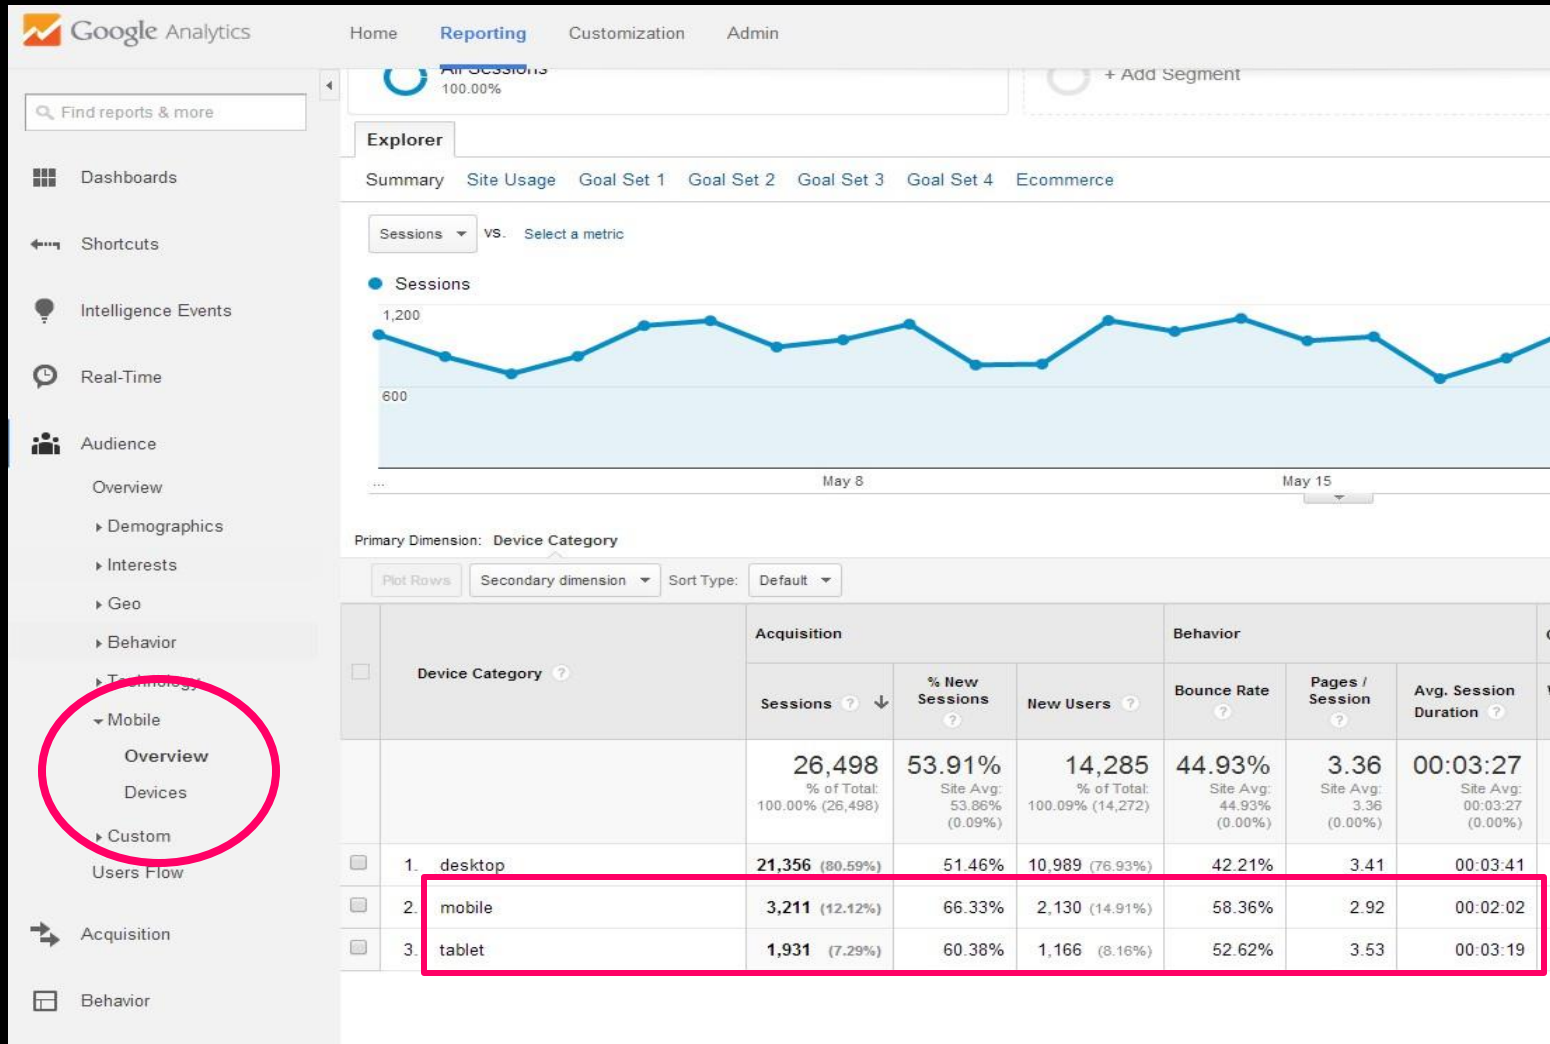 Google Analytics
Home Reporting Customization Admin
Find reports & more
Dashboards
Shortcuts
Intelligence Events
Real-Time
Audience
Overview
Demographics
Interests
Geo
Behavior
Technology
Mobile
Overview
Devices
Custom
Users Flow
Acquisition
Behavior
All Sessions
100.00%
+ Add Segment
Explorer
Summary Site Usage Goal Set 1 Goal Set 2 Goal Set 3 Goal Set 4 Ecommerce
Sessions VS. Select a metric
Sessions
1,200
600
... May 8 May 15
Primary Dimension: Device Category
Plot Rows Secondary dimension Sort Type: Default
Acquisition Behavior
Device Category ? Sessions ? % New Sessions ? New Users ? Bounce Rate ? Pages / Session ? Avg. Session Duration ?
26,498 53.91% 14,285 44.93% 3.36 00:03:27
% of Total: Site Avg: % of Total: Site Avg: Site Avg: Site Avg:
100.00% (26,498) 53.86% 100.09% (14,272) 44.93% 3.36 00:03:27
(0.09%) (0.00%) (0.00%) (0.00%)
1. desktop 21,356 (80.59%) 51.46% 10,989 (76.93%) 42.21% 3.41 00:03:41
2. mobile 3,211 (12.12%) 66.33% 2,130 (14.91%) 58.36% 2.92 00:02:02
3. tablet 1,931 (7.29%) 60.38% 1,166 (8.16%) 52.62% 3.53 00:03:19